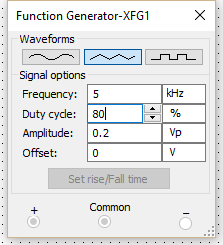 Function Generator-XFG1
Waveforms
Signal options
Frequency: 5 kHz
Duty cycle: 80 %
Amplitude: 0.2 Vp
Offset: 0 V
Set rise/Fall time
+ Common −